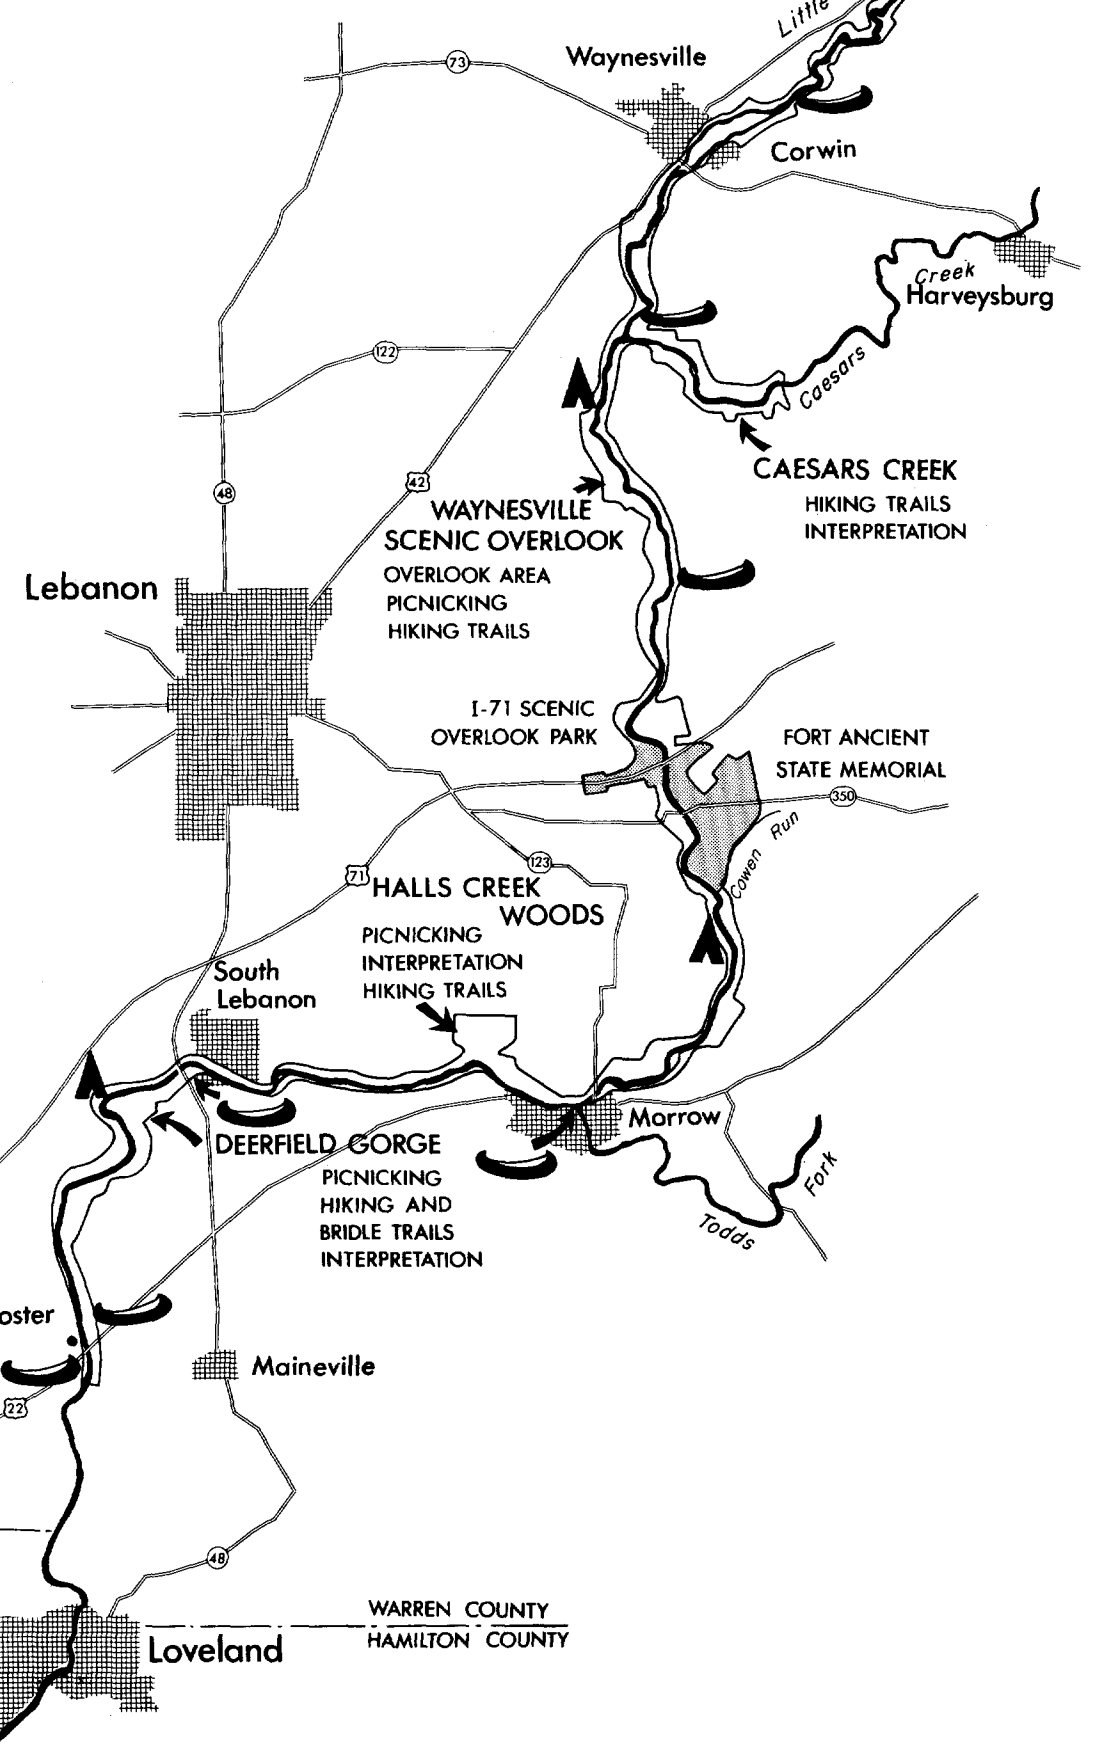 Little
Waynesville
73
Corwin
Creek
Harveysburg
122
Caesars
CAESARS CREEK
HIKING TRAILS
INTERPRETATION
48
42
WAYNESVILLE
SCENIC OVERLOOK
OVERLOOK AREA
PICNICKING
HIKING TRAILS
Lebanon
I-71 SCENIC
OVERLOOK PARK
FORT ANCIENT
STATE MEMORIAL
350
Cowen Run
123
71
HALLS CREEK
WOODS
PICNICKING
INTERPRETATION
HIKING TRAILS
South
Lebanon
Morrow
DEERFIELD GORGE
PICNICKING
HIKING AND
BRIDLE TRAILS
INTERPRETATION
Todds Fork
oster
Maineville
22
48
WARREN COUNTY
HAMILTON COUNTY
Loveland